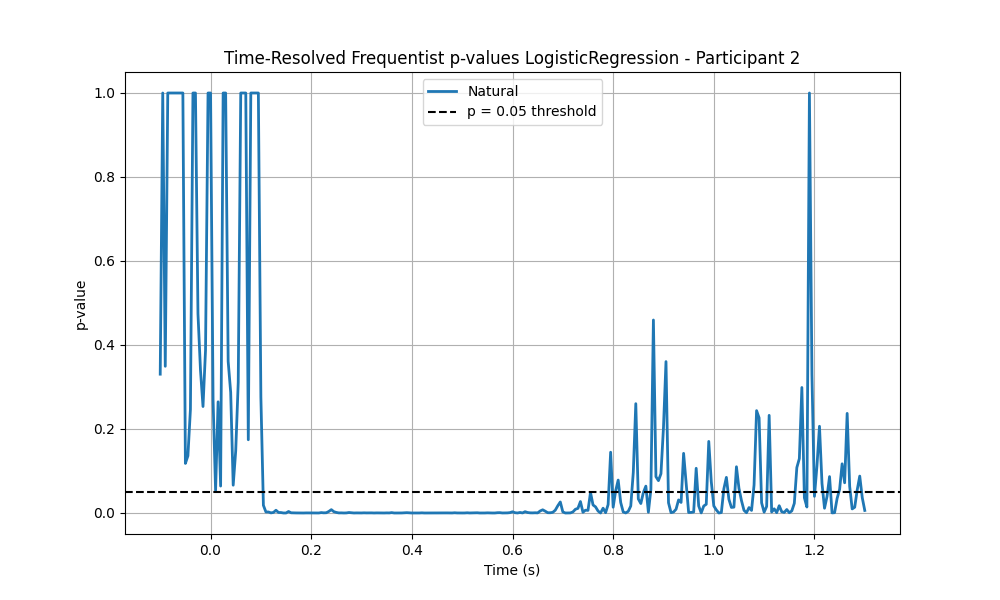 Time-Resolved Frequentist p-values LogisticRegression - Participant 2
Natural
p = 0.05 threshold
p-value
1.0
0.8
0.6
0.4
0.2
0.0
0.0 0.2 0.4 0.6 0.8 1.0 1.2
Time (s)